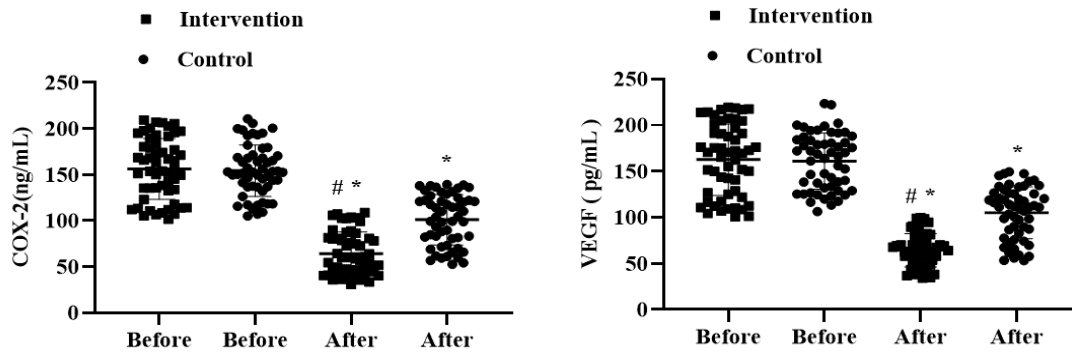 Intervention
Control
COX-2(ng/mL)
250
200
150
100
50
0
# *
*
Before
Before
After
After
Intervention
Control
VEGF ( pg/mL )
250
200
150
100
50
0
# *
*
Before
Before
After
After